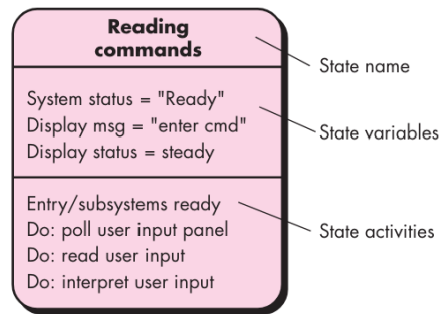 Reading
commands
State name
System status = "Ready"
Display msg = "enter cmd"
Display status = steady
State variables
Entry/subsystems ready
Do: poll user input panel
Do: read user input
Do: interpret user input
State activities